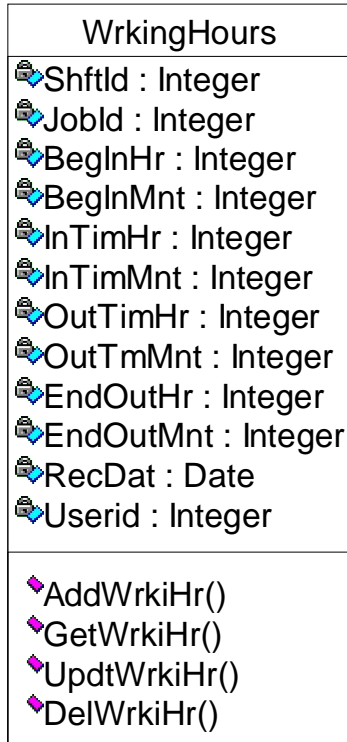 WrkingHours
ShftId : Integer
JobId : Integer
BegInHr : Integer
BegInMnt : Integer
InTimHr : Integer
InTimMnt : Integer
OutTimHr : Integer
OutTmMnt : Integer
EndOutHr : Integer
EndOutMnt : Integer
RecDat : Date
Userid : Integer
AddWrkiHr()
GetWrkiHr()
UpdtWrkiHr()
DelWrkiHr()